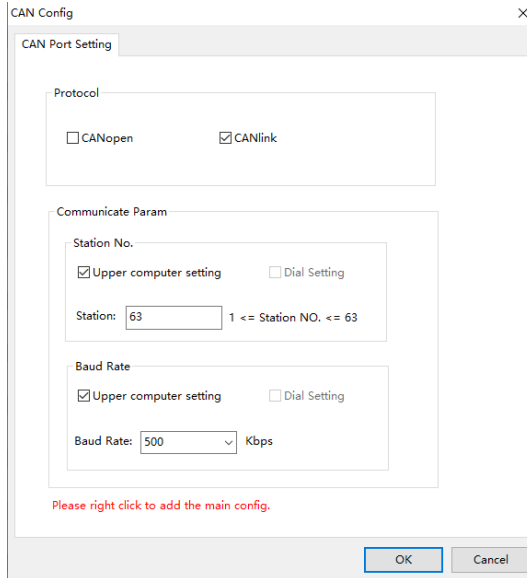 CAN Config
CAN Port Setting
Protocol
CANopen
CANlink
Communicate Param
Station No.
Upper computer setting
Dial Setting
Station: 63 1 <= Station NO. <= 63
Baud Rate
Upper computer setting
Dial Setting
Baud Rate: 500 Kbps
Please right click to add the main config.
OK
Cancel